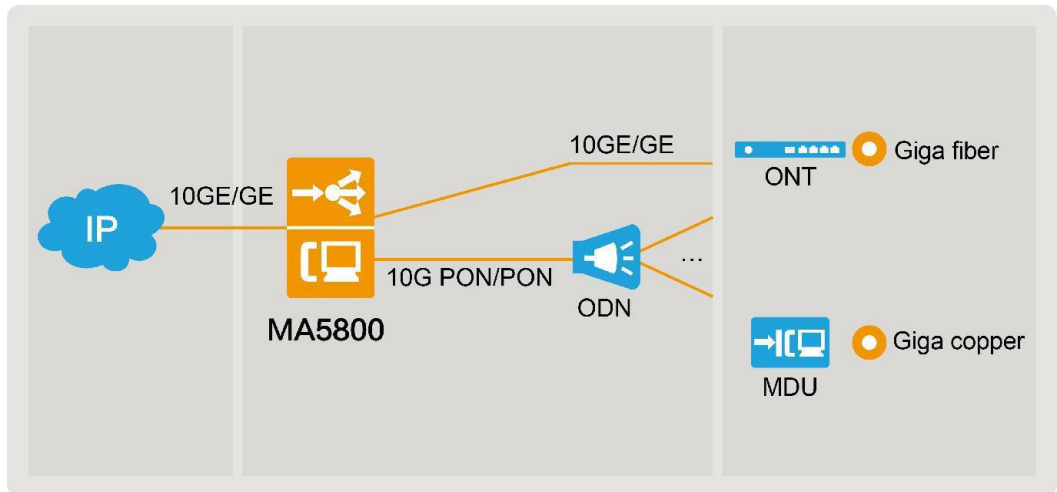 IP
10GE/GE
MA5800
10GE/GE
10G PON/PON
ODN
...
ONT
Giga fiber
MDU
Giga copper